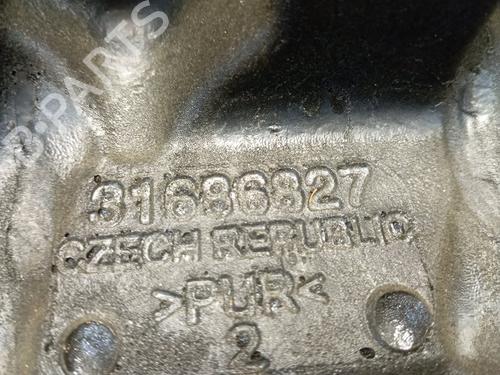 B-PARTS
31686827
CZECH REPUBLIC
>PUR<
2